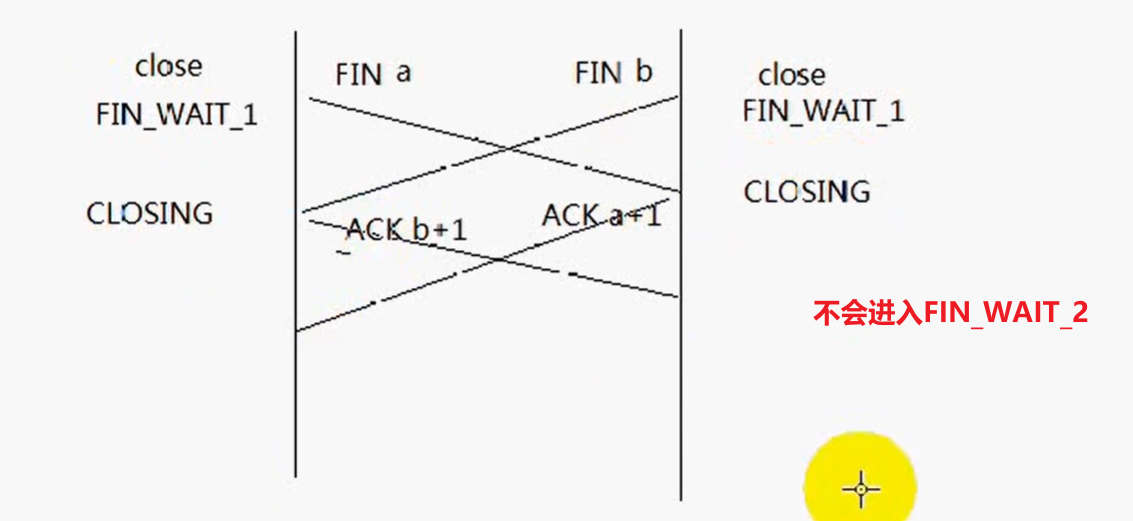 close
FIN a
FIN b
close
FIN_WAIT_1
FIN_WAIT_1
CLOSING
CLOSING
ACK b+1
ACK a+1
不会进入FIN_WAIT_2